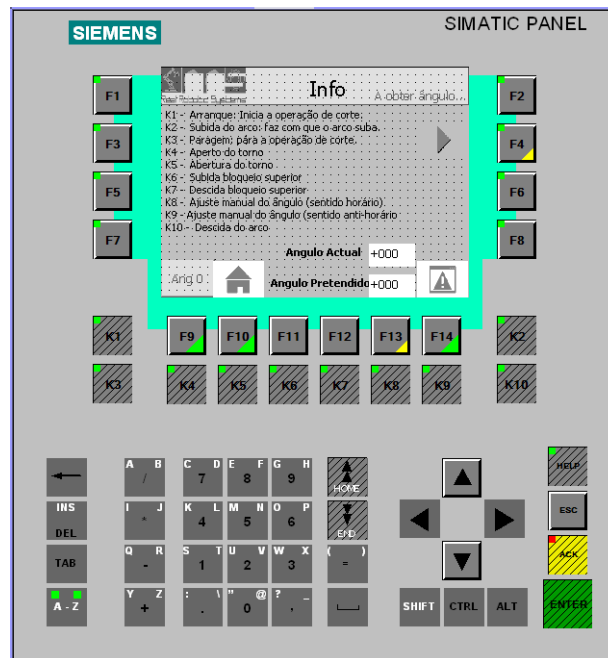 SIEMENS
SIMATIC PANEL
Info
A obter ângulo...
K1 - Arranque: Inicia a operação de corte.
K2 - Subida do arco: faz com que o arco suba.
K3 - Paragem: pára a operação de corte.
K4 - Aperto do torno
K5 - Abertura do torno
K6 - Subida bloqueio superior
K7 - Descida bloqueio superior
K8 - Ajuste manual do ângulo (sentido horário).
K9 - Ajuste manual do ângulo (sentido anti-horário
K10 - Descida do arco
Angulo Actual +000
Ang 0
Angulo Pretendido +000
F1
F2
F3
F4
F5
F6
F7
F8
K1
F9
F10
F11
F12
F13
F14
K2
K3
K4
K5
K6
K7
K8
K9
K10
A B /
C D 7
E F 8
G H 9
HOME
HELP
INS DEL
I J *
K L 4
M N 5
O P 6
END
ESC
TAB
Q R -
S T 1
U V 2
W X 3
( ) =
ACK
A - Z
Y Z +
: \ .
" @ 0
? _ ,
SHIFT
CTRL
ALT
ENTER